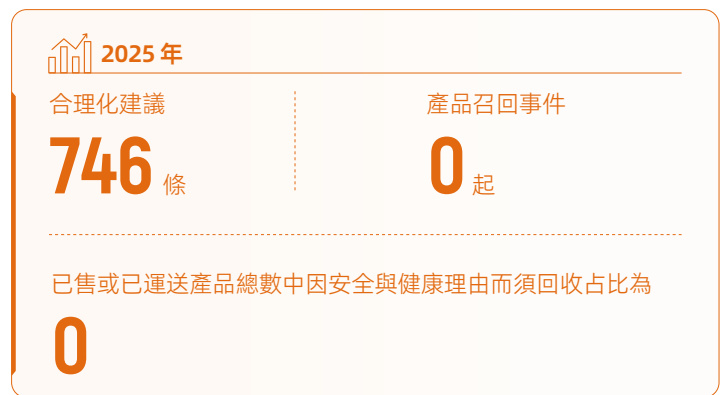 2025 年
合理化建議
746 條
產品召回事件
0 起
已售或已運送產品總數中因安全與健康理由而須回收占比為
0